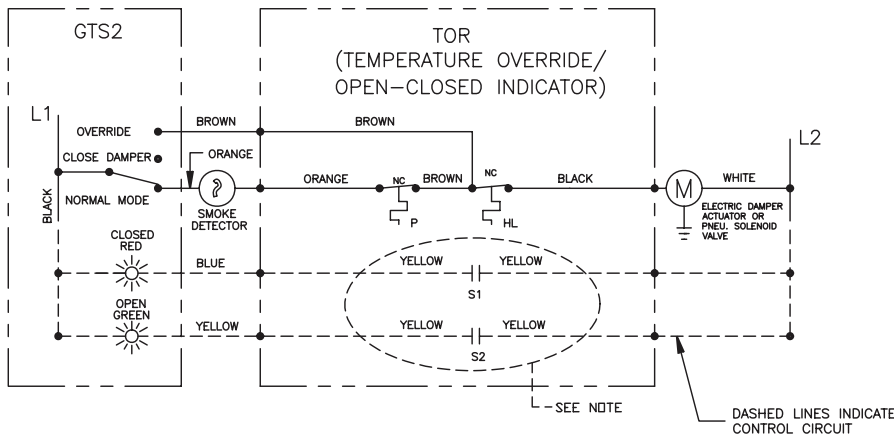 GTS2
TOR
(TEMPERATURE OVERRIDE/
OPEN-CLOSED INDICATOR)
L1
L2
OVERRIDE
BROWN
BROWN
CLOSE DAMPER
ORANGE
BLACK
NORMAL MODE
SMOKE
DETECTOR
ORANGE
NC
BROWN
NC
BLACK
M
WHITE
P
HL
ELECTRIC DAMPER
ACTUATOR OR
PNEU. SOLENOID
VALVE
CLOSED
RED
BLUE
YELLOW
YELLOW
S1
OPEN
GREEN
YELLOW
YELLOW
YELLOW
S2
SEE NOTE
DASHED LINES INDICATE
CONTROL CIRCUIT